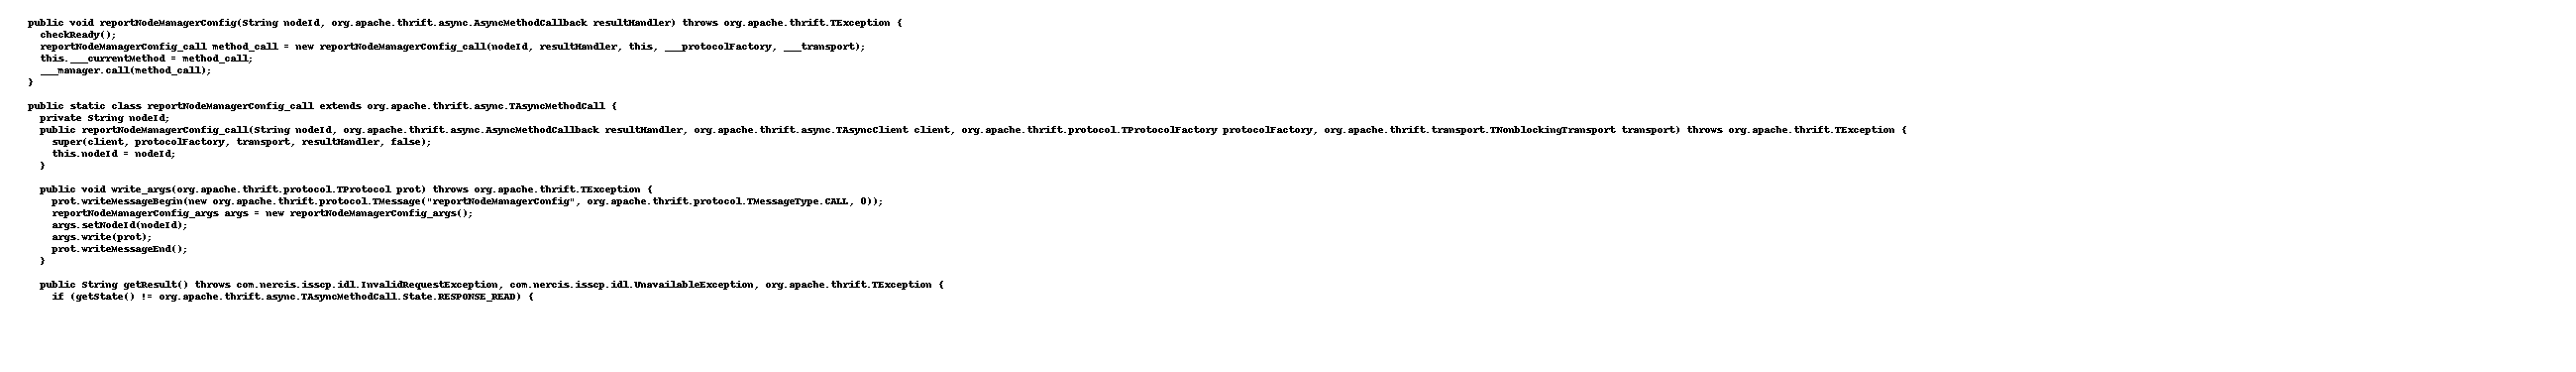 public void reportNodeManagerConfig(String nodeId, org.apache.thrift.async.AsyncMethodCallback resultHandler) throws org.apache.thrift.TException {
  checkReady();
  reportNodeManagerConfig_call method_call = new reportNodeManagerConfig_call(nodeId, resultHandler, this, ___protocolFactory, ___transport);
  this.___currentMethod = method_call;
  ___manager.call(method_call);
}

public static class reportNodeManagerConfig_call extends org.apache.thrift.async.TAsyncMethodCall {
  private String nodeId;
  public reportNodeManagerConfig_call(String nodeId, org.apache.thrift.async.AsyncMethodCallback resultHandler, org.apache.thrift.async.TAsyncClient client, org.apache.thrift.protocol.TProtocolFactory protocolFactory, org.apache.thrift.transport.TNonblockingTransport transport) throws org.apache.thrift.TException {
    super(client, protocolFactory, transport, resultHandler, false);
    this.nodeId = nodeId;
  }

  public void write_args(org.apache.thrift.protocol.TProtocol prot) throws org.apache.thrift.TException {
    prot.writeMessageBegin(new org.apache.thrift.protocol.TMessage("reportNodeManagerConfig", org.apache.thrift.protocol.TMessageType.CALL, 0));
    reportNodeManagerConfig_args args = new reportNodeManagerConfig_args();
    args.setNodeId(nodeId);
    args.write(prot);
    prot.writeMessageEnd();
  }

  public String getResult() throws com.nercis.isscp.idl.InvalidRequestException, com.nercis.isscp.idl.UnavailableException, org.apache.thrift.TException {
    if (getState() != org.apache.thrift.async.TAsyncMethodCall.State.RESPONSE_READ) {